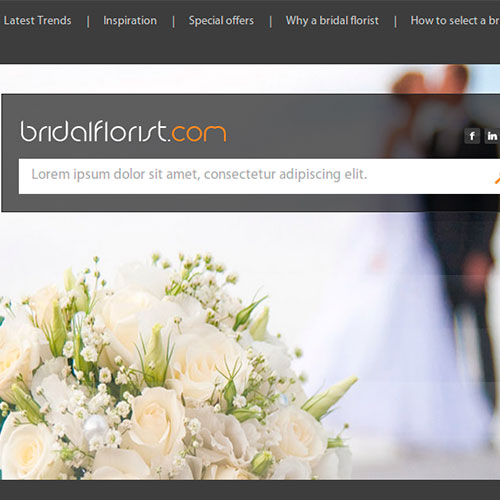 Latest Trends | Inspiration | Special offers | Why a bridal florist | How to select a br
bridalflorist.com
f in
Lorem ipsum dolor sit amet, consectetur adipiscing elit.